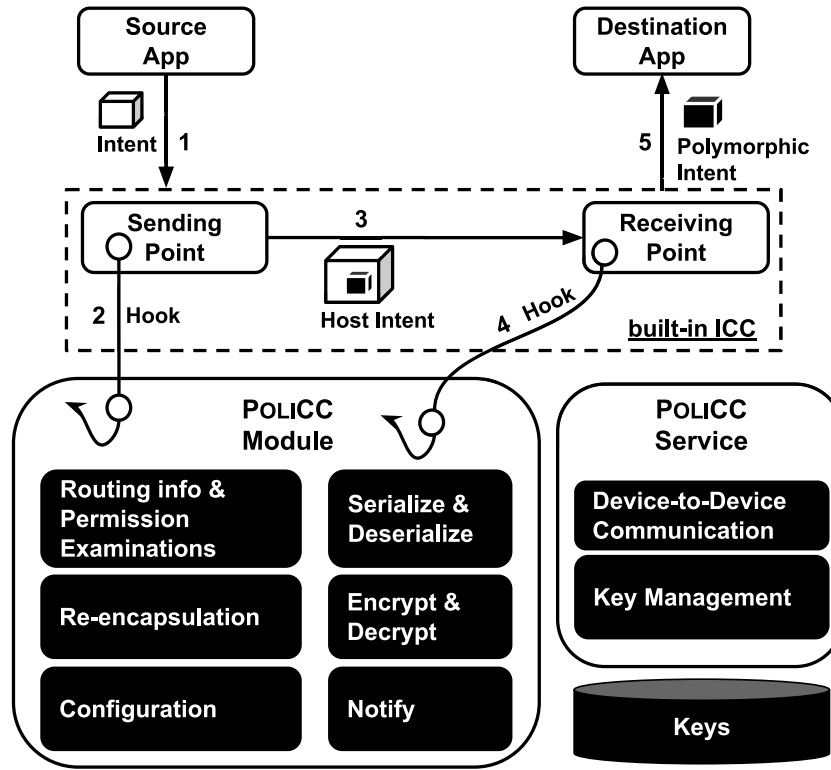 Source
App
Destination
App
Intent
1
5
Polymorphic
Intent
Sending
Point
3
Receiving
Point
Host Intent
2
Hook
4 Hook
built-in ICC
POLICC
Module
Routing info &
Permission
Examinations
Serialize &
Deserialize
Re-encapsulation
Encrypt &
Decrypt
Configuration
Notify
POLICC
Service
Device-to-Device
Communication
Key Management
Keys